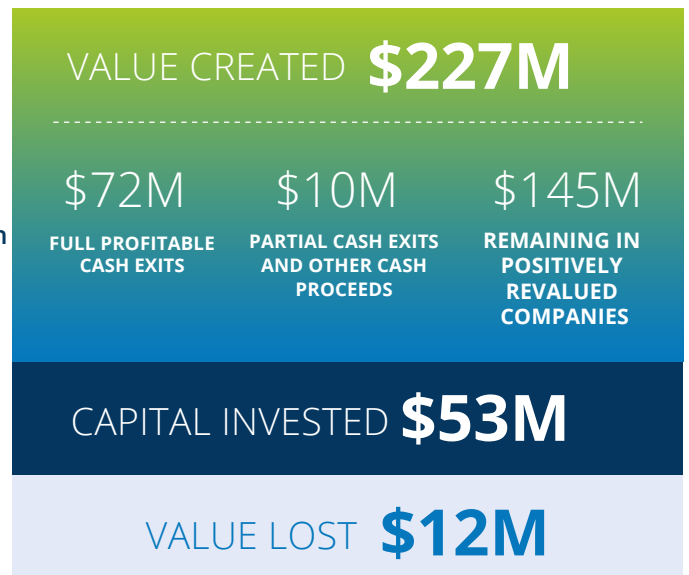 VALUE CREATED $227M
$72M
$10M
$145M
n
FULL PROFITABLE
CASH EXITS
PARTIAL CASH EXITS
AND OTHER CASH
PROCEEDS
REMAINING IN
POSITIVELY
REVALUED
COMPANIES
CAPITAL INVESTED $53M
VALUE LOST $12M